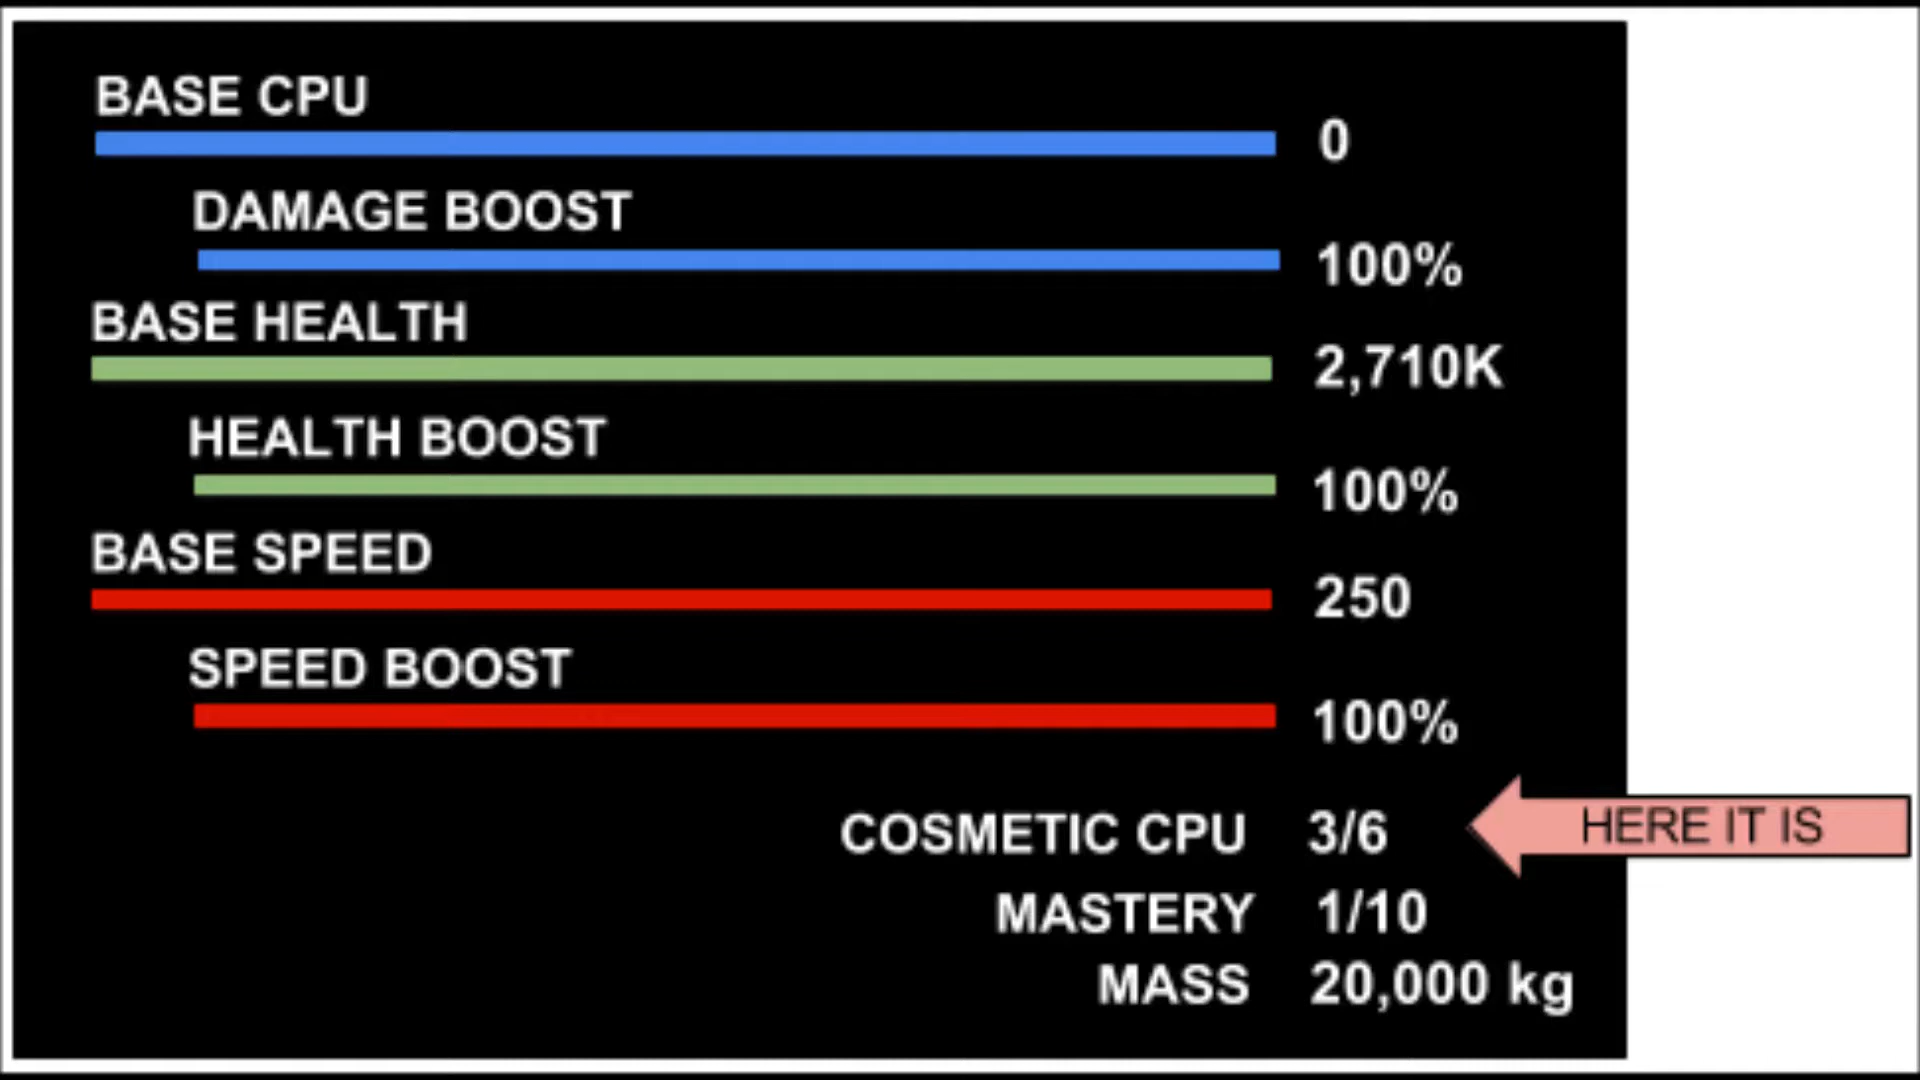 BASE CPU
0
DAMAGE BOOST
100%
BASE HEALTH
2,710K
HEALTH BOOST
100%
BASE SPEED
250
SPEED BOOST
100%
COSMETIC CPU 3/6
HERE IT IS
MASTERY 1/10
MASS 20,000 kg